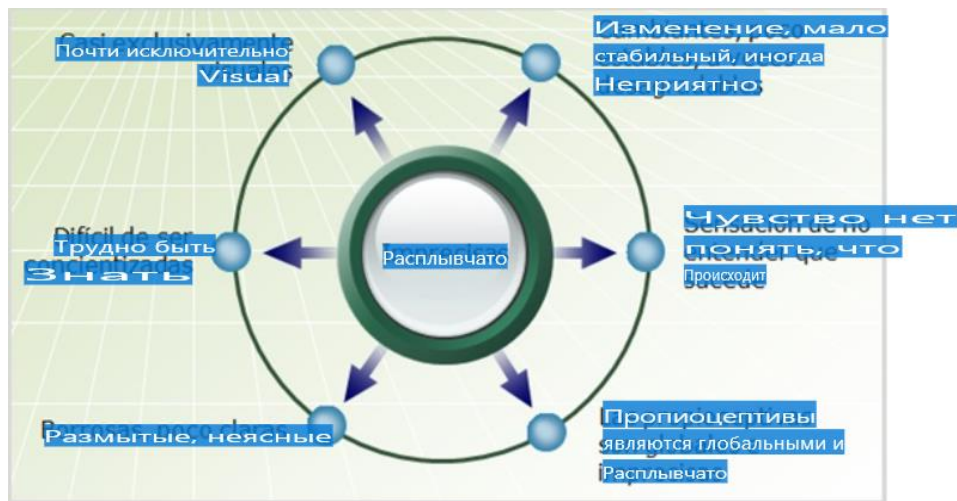 Почти исключительно
Visual
Изменение, мало
стабильный, иногда
Неприятно
Трудно быть
Знать
Расплывчато
Чувство нет
понять, что
Происходит
Размытые, неясные
Пропиоцептивы
являются глобальными и
Расплывчато